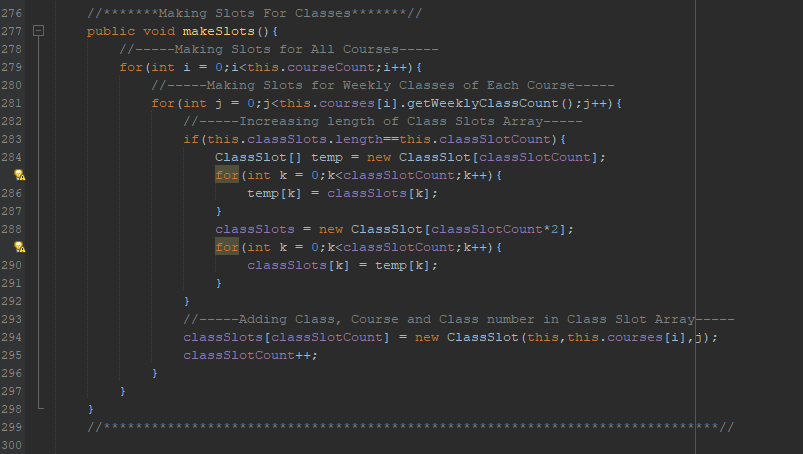 276 //*******Making Slots For Classes*******//
277 public void makeSlots(){
278 //-----Making Slots for All Courses-----
279 for(int i = 0;i<this.courseCount;i++){
280 //-----Making Slots for Weekly Classes of Each Course-----
281 for(int j = 0;j<this.courses[i].getWeeklyClassCount();j++){
282 //-----Increasing length of Class Slots Array-----
283 if(this.classSlots.length==this.classSlotCount){
284 ClassSlot[] temp = new ClassSlot[classSlotCount];
for(int k = 0;k<classSlotCount;k++){
286 temp[k] = classSlots[k];
287 }
288 classSlots = new ClassSlot[classSlotCount*2];
for(int k = 0;k<classSlotCount;k++){
290 classSlots[k] = temp[k];
291 }
292 }
293 //-----Adding Class, Course and Class number in Class Slot Array-----
294 classSlots[classSlotCount] = new ClassSlot(this,this.courses[i],j);
295 classSlotCount++;
296 }
297 }
298 }
299 //*****************************************************************************//
300